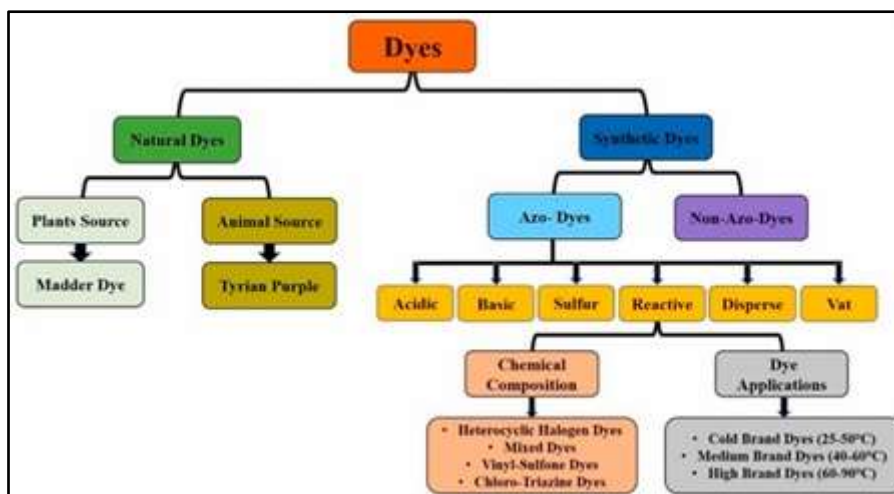 Dyes
Natural Dyes
Synthetic Dyes
Plants Source
Animal Source
Azo- Dyes
Non-Azo-Dyes
Madder Dye
Tyrian Purple
Acidic
Basic
Sulfur
Reactive
Disperse
Vat
Chemical
Composition
Dye
Applications
• Heterocyclic Halogen Dyes
• Mixed Dyes
• Vinyl-Sulfone Dyes
• Chloro-Triazine Dyes
• Cold Brand Dyes (25-50°C)
• Medium Brand Dyes (40-60°C)
• High Brand Dyes (60-90°C)